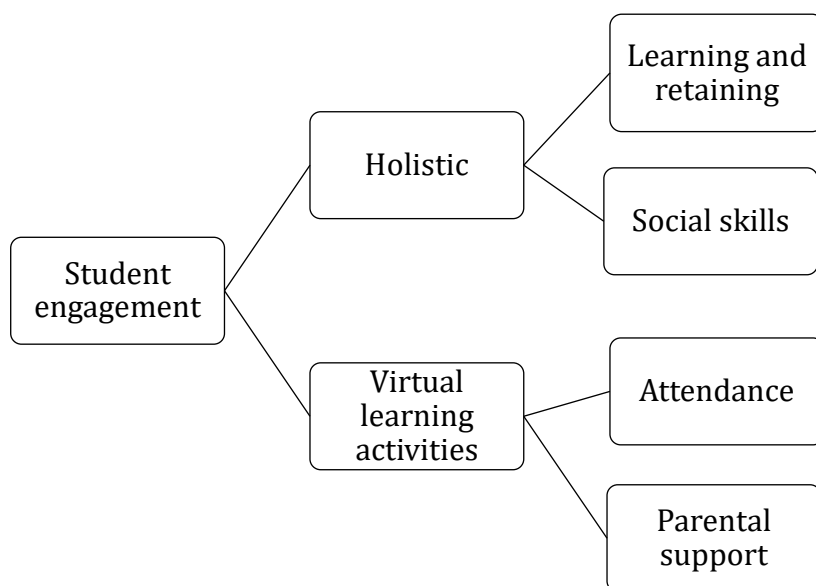 Student
engagement
Holistic
Learning and
retaining
Social skills
Virtual
learning
activities
Attendance
Parental
support